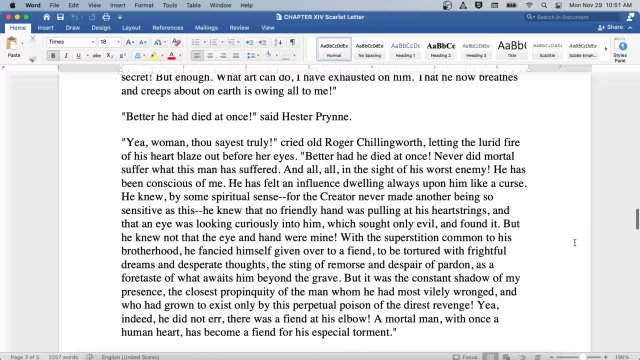 Word File Edit View Insert Format Tools Table Window Help Mon Nov 29 10:51 AM
CHAPTER XIV Scarlet Letter
Search in Document
Home Insert Draw Design Layout References Mailings Review View Share
Paste Times 18 AaBbCcDdEe AaBbCcDdEe AaBbCcDc AaBbCcDdEe AaBbCcDdEe AaBb AaBbCcDdEe AaBbCcDdEe
Normal No Spacing Heading 1 Heading 2 Heading 3 Title Subtitle Subtle Emph... Styles Pane
secret! But enough. What art can do, I have exhausted on him. That he now breathes
and creeps about on earth is owing all to me!"
"Better he had died at once!" said Hester Prynne.
"Yea, woman, thou sayest truly!" cried old Roger Chillingworth, letting the lurid fire
of his heart blaze out before her eyes. "Better had he died at once! Never did mortal
suffer what this man has suffered. And all, all, in the sight of his worst enemy! He has
been conscious of me. He has felt an influence dwelling always upon him like a curse.
He knew, by some spiritual sense--for the Creator never made another being so
sensitive as this--he knew that no friendly hand was pulling at his heartstrings, and
that an eye was looking curiously into him, which sought only evil, and found it. But
he knew not that the eye and hand were mine! With the superstition common to his
brotherhood, he fancied himself given over to a fiend, to be tortured with frightful
dreams and desperate thoughts, the sting of remorse and despair of pardon, as a
foretaste of what awaits him beyond the grave. But it was the constant shadow of my
presence, the closest propinquity of the man whom he had most vilely wronged, and
who had grown to exist only by this perpetual poison of the direst revenge! Yea,
indeed, he did not err, there was a fiend at his elbow! A mortal man, with once a
human heart, has become a fiend for his especial torment."
Page 3 of 5 2257 words English (United States) Focus